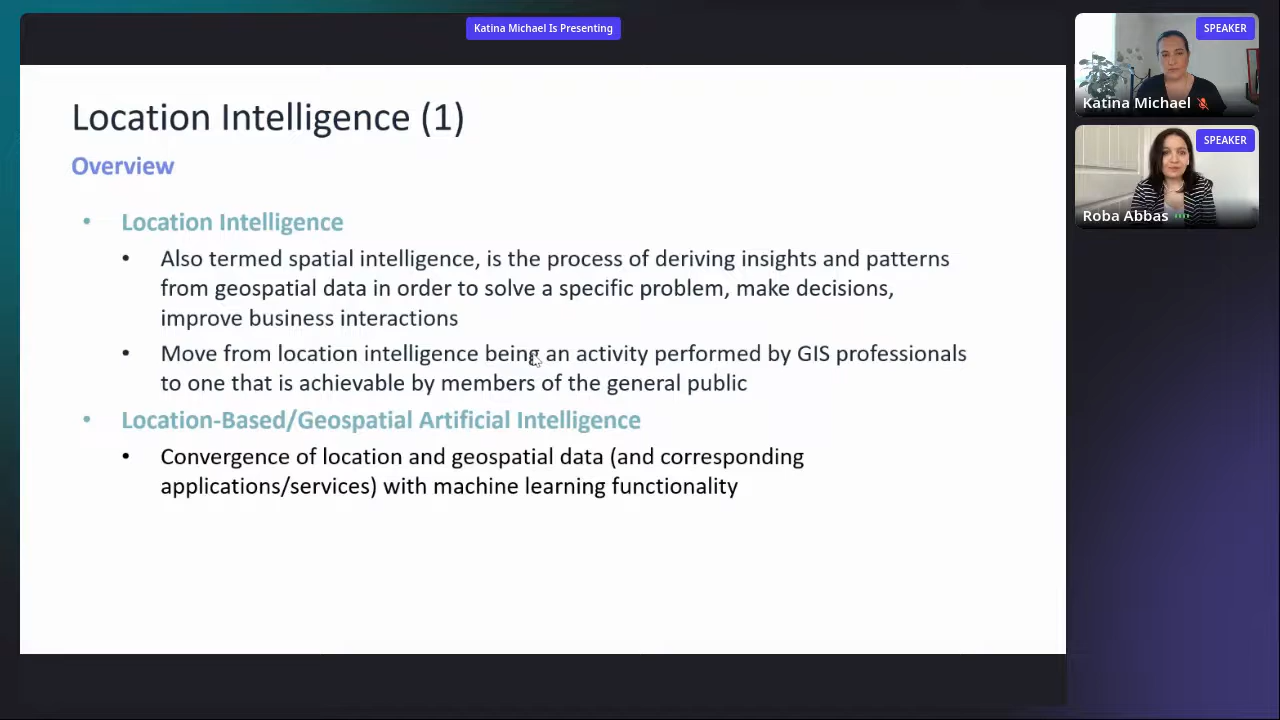 Katina Michael Is Presenting
SPEAKER
Katina Michael
SPEAKER
Roba Abbas
Location Intelligence (1)
Overview
• Location Intelligence
• Also termed spatial intelligence, is the process of deriving insights and patterns
from geospatial data in order to solve a specific problem, make decisions,
improve business interactions
• Move from location intelligence being an activity performed by GIS professionals
to one that is achievable by members of the general public
• Location-Based/Geospatial Artificial Intelligence
• Convergence of location and geospatial data (and corresponding
applications/services) with machine learning functionality